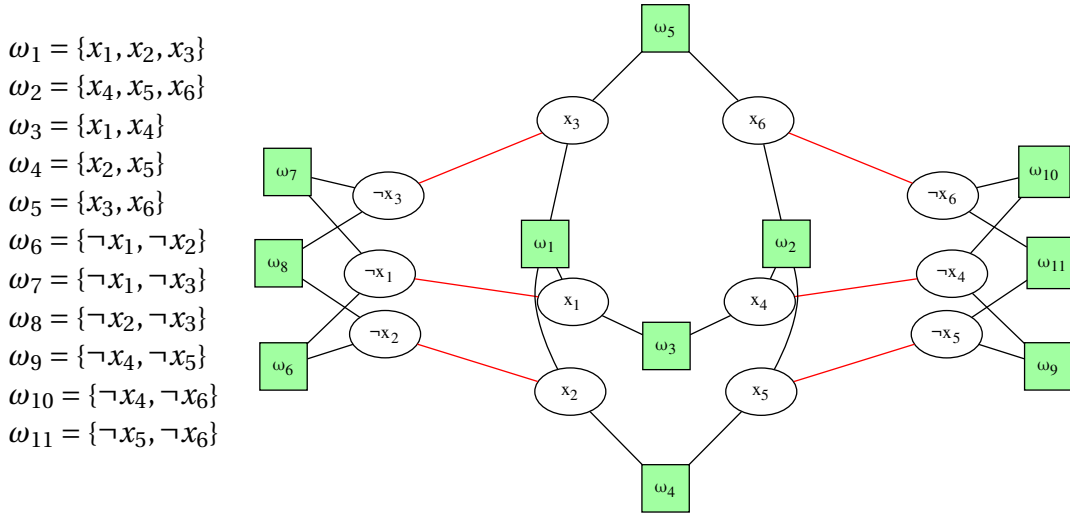 ω1 = {x1, x2, x3}
ω2 = {x4, x5, x6}
ω3 = {x1, x4}
ω4 = {x2, x5}
ω5 = {x3, x6}
ω6 = {¬x1, ¬x2}
ω7 = {¬x1, ¬x3}
ω8 = {¬x2, ¬x3}
ω9 = {¬x4, ¬x5}
ω10 = {¬x4, ¬x6}
ω11 = {¬x5, ¬x6}
ω5
x3 x6
ω7 ω10
¬x3 ¬x6
ω1 ω2
ω8 ω11
¬x1 ¬x4
x1 x4
¬x2 ¬x5
ω3
ω6 ω9
x2 x5
ω4